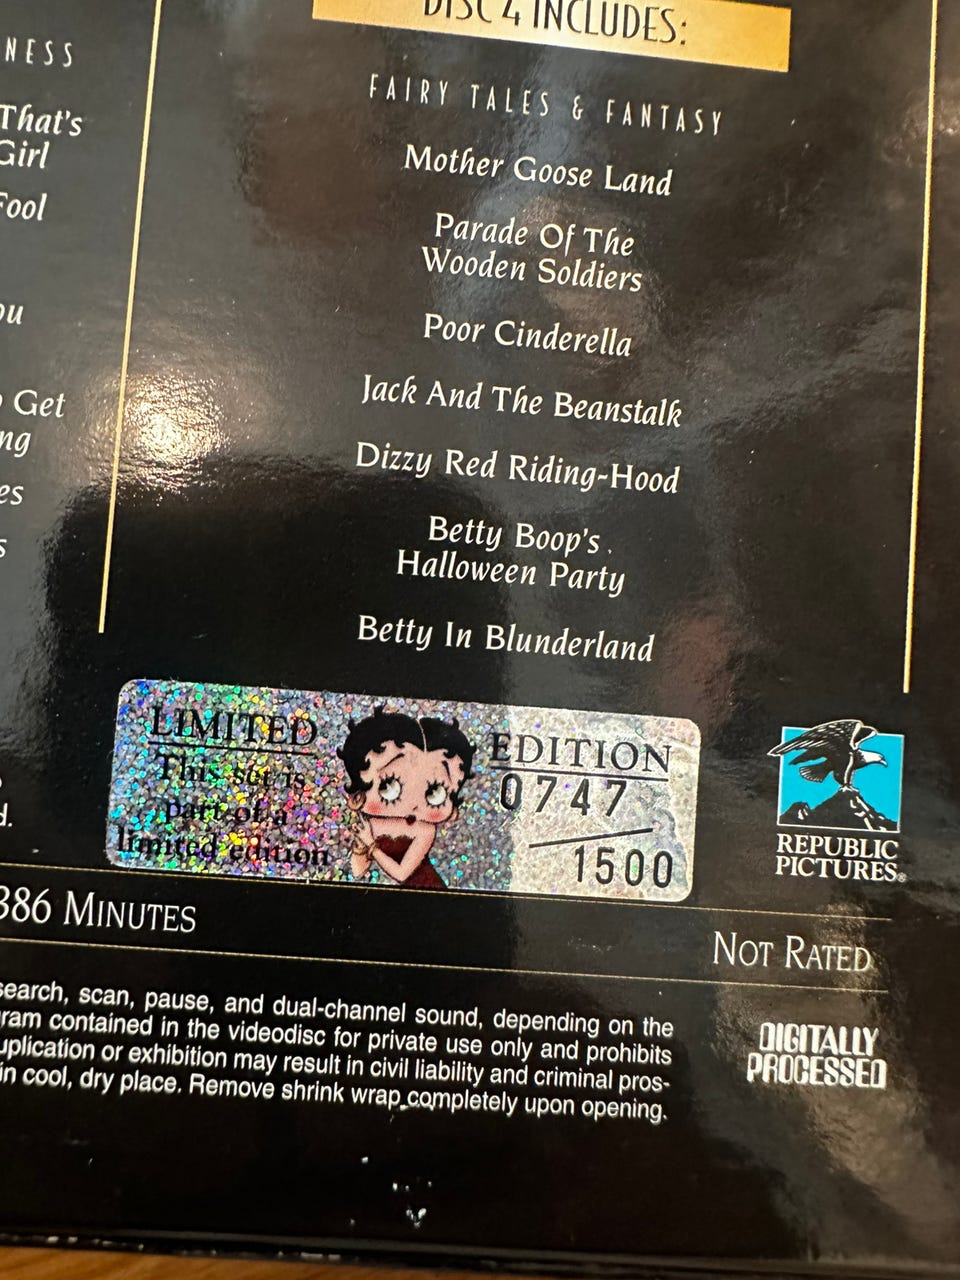 DISC 4 INCLUDES:
NESS
FAIRY TALES & FANTASY
That's
Girl
Fool
ou
Get
ng
es
s
Mother Goose Land
Parade Of The
Wooden Soldiers
Poor Cinderella
Jack And The Beanstalk
Dizzy Red Riding-Hood
Betty Boop's
Halloween Party
Betty In Blunderland
LIMITED
This set is
part of a
limited edition
EDITION
0747
1500
REPUBLIC
PICTURES®
d.
386 MINUTES
NOT RATED
search, scan, pause, and dual-channel sound, depending on the
ram contained in the videodisc for private use only and prohibits
uplication or exhibition may result in civil liability and criminal pros-
in cool, dry place. Remove shrink wrap completely upon opening.
DIGITALLY
PROCESSED